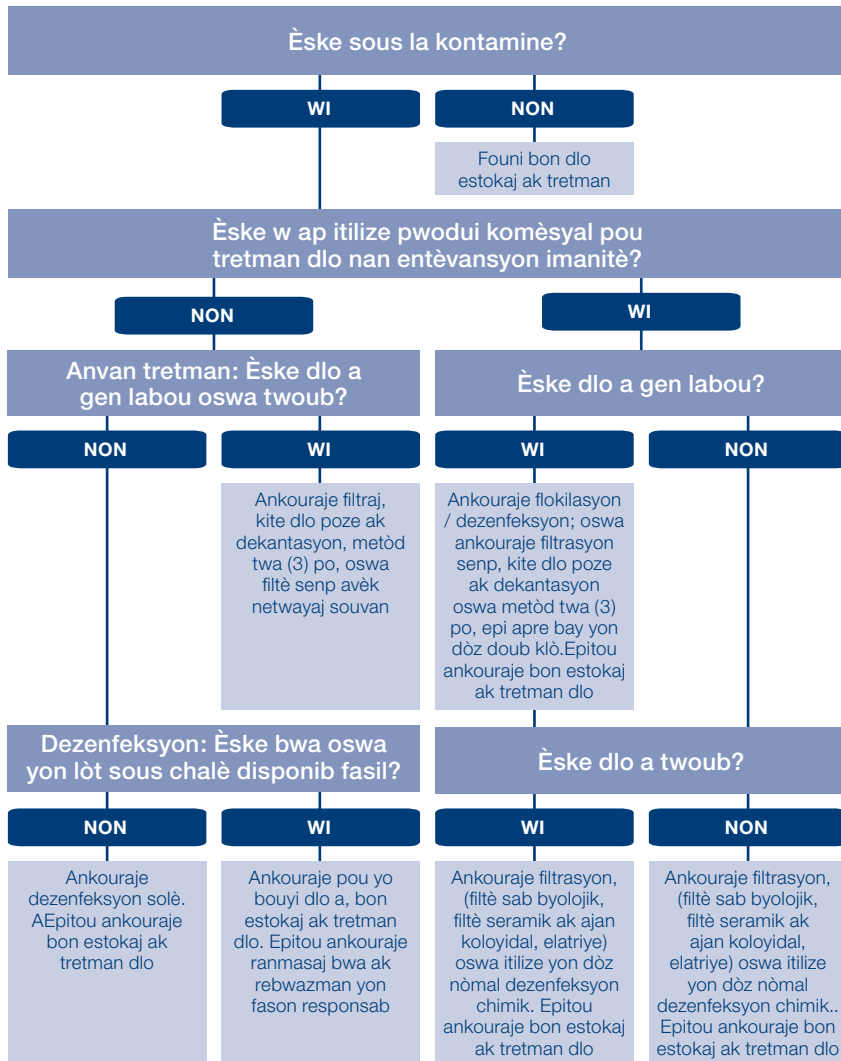 Èske sous la kontamine?
WI
NON
Founi bon dlo
estokaj ak tretman
Èske w ap itilize pwodui komèsyal pou
tretman dlo nan entèvansyon imanitè?
NON
WI
Anvan tretman: Èske dlo a
gen labou oswa twoub?
Èske dlo a gen labou?
NON
WI
WI
NON
Ankouraje filtraj,
kite dlo poze ak
dekantasyon, metòd
twa (3) po, oswa
filtè senp avèk
netwayaj souvan
Ankouraje flokilasyon
/ dezenfeksyon; oswa
ankouraje filtrasyon
senp, kite dlo poze
ak dekantasyon
oswa metòd twa (3)
po, epi apre bay yon
dòz doub klò.Epitou
ankouraje bon estokaj
ak tretman dlo
Dezenfeksyon: Èske bwa oswa
yon lòt sous chalè disponib fasil?
Èske dlo a twoub?
NON
WI
WI
NON
Ankouraje
dezenfeksyon solè.
AEpitou ankouraje
bon estokaj ak
tretman dlo
Ankouraje pou yo
bouyi dlo a, bon
estokaj ak tretman
dlo. Epitou ankouraje
ranmasaj bwa ak
rebwazman yon
fason responsab
Ankouraje filtrasyon,
(filtè sab byolojik,
filtè seramik ak ajan
koloyidal, elatriye)
oswa itilize yon dòz
nòmal dezenfeksyon
chimik. Epitou
ankouraje bon estokaj
ak tretman dlo
Ankouraje filtrasyon,
(filtè sab byolojik,
filtè seramik ak
ajan koloyidal,
elatriye) oswa itilize
yon dòz nòmal
dezenfeksyon chimik..
Epitou ankouraje bon
estokaj ak tretman dlo